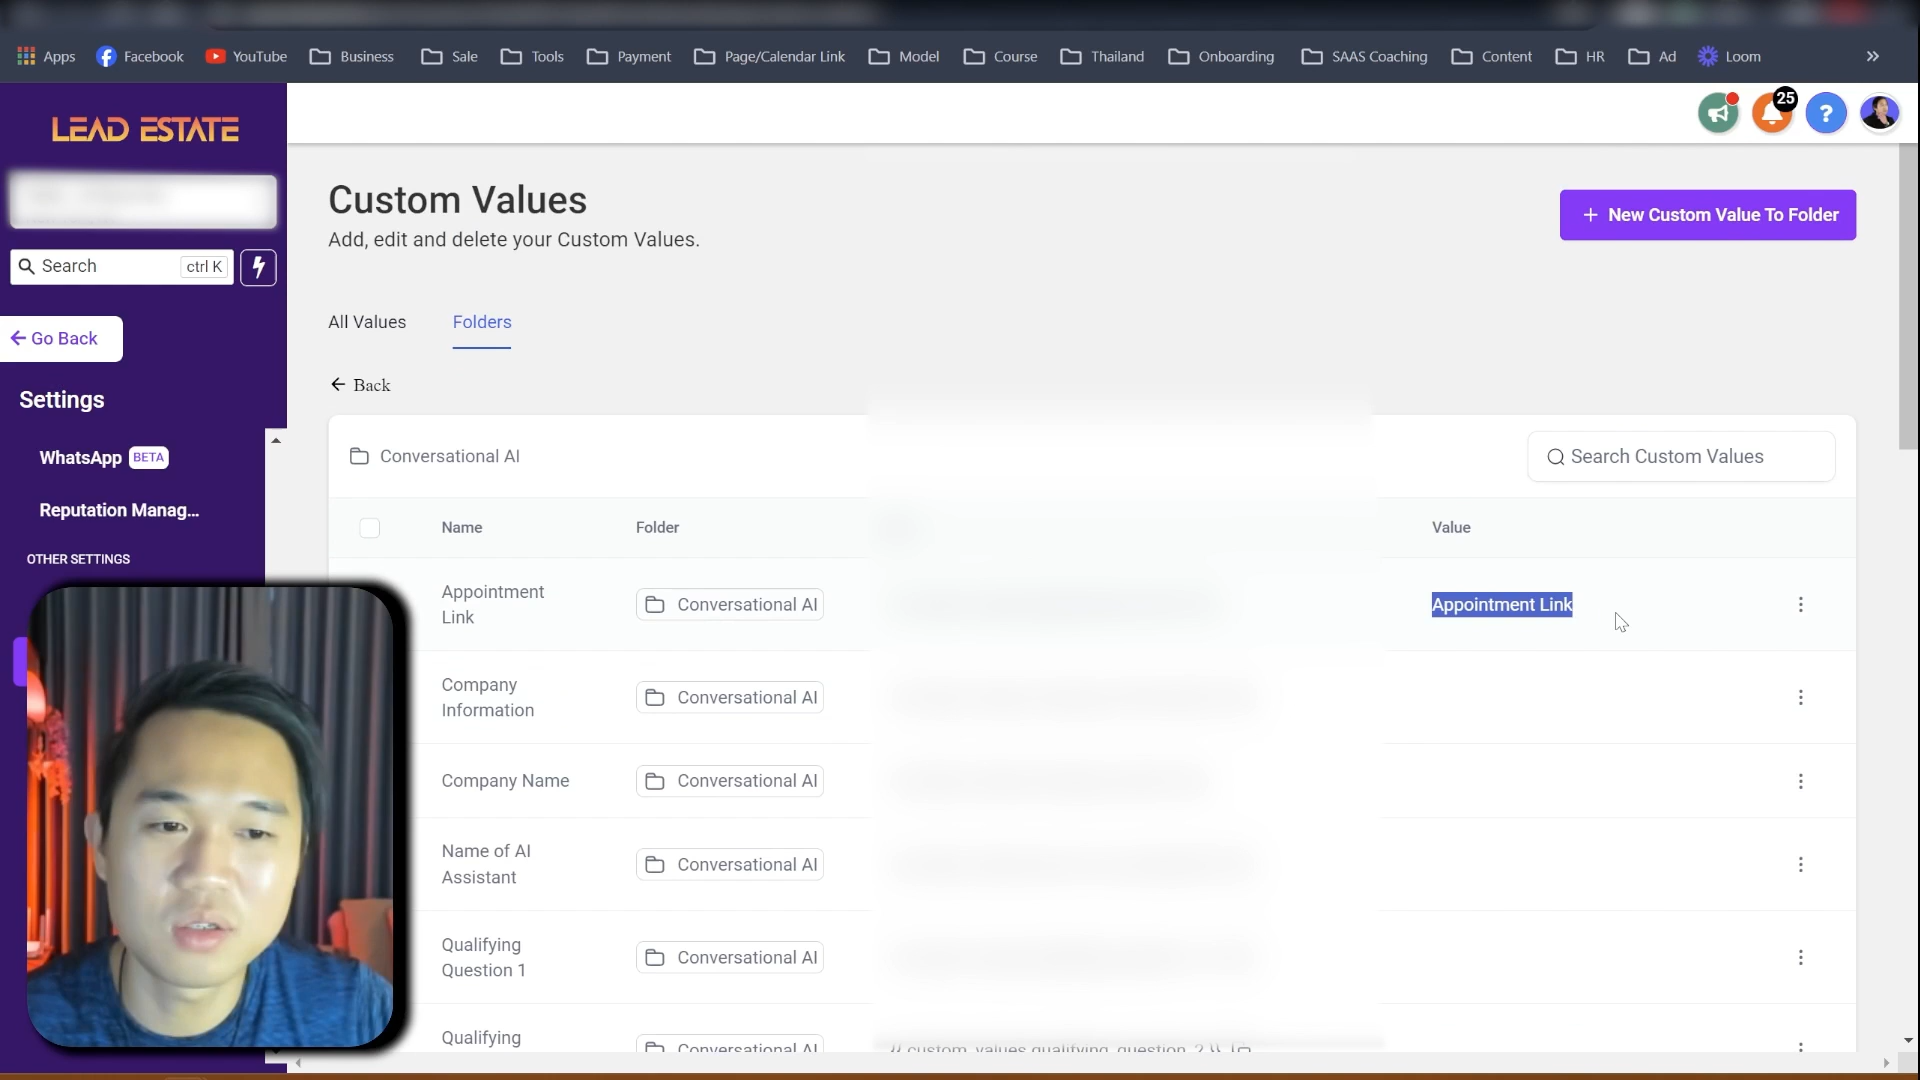 Apps
Facebook
YouTube
Business
Sale
Tools
Payment
Page/Calendar Link
Model
Course
Thailand
Onboarding
SAAS Coaching
Content
HR
Ad
Loom
»
LEAD ESTATE
25
?
Search
ctrl K
Go Back
Settings
WhatsApp BETA
Reputation Manag...
OTHER SETTINGS
Custom Values
Add, edit and delete your Custom Values.
+ New Custom Value To Folder
All Values
Folders
Back
Conversational AI
Search Custom Values
Name
Folder
Value
Appointment
Link
Conversational AI
Appointment Link
Company
Information
Conversational AI
Company Name
Conversational AI
Name of AI
Assistant
Conversational AI
Qualifying
Question 1
Conversational AI
Qualifying
Conversational AI
{{ custom_values.qualifying_question_2 }}